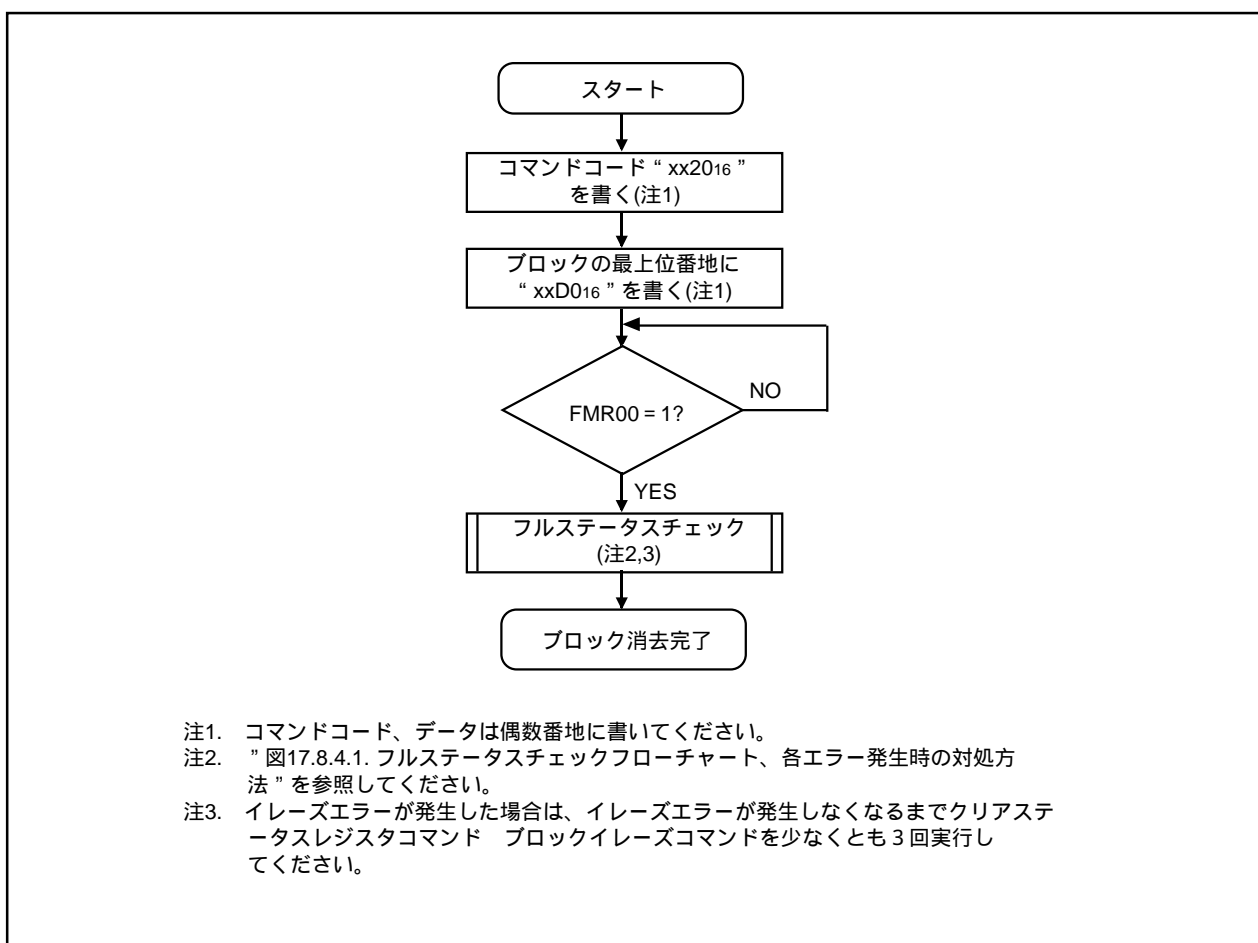 スタート
コマンドコード“ xx2016 ”
を書く(注1)
ブロックの最上位番地に
“ xxD016 ”を書く(注1)
NO
FMR00 = 1?
YES
フルステータスチェック
(注2,3)
ブロック消去完了
注1. コマンドコード、データは偶数番地に書いてください。
注2. ”図17.8.4.1. フルステータスチェックフローチャート、各エラー発生時の対処方
法”を参照してください。
注3. イレーズエラーが発生した場合は、イレーズエラーが発生しなくなるまでクリアステ
ータスレジスタコマンド　ブロックイレーズコマンドを少なくとも３回実行し
てください。